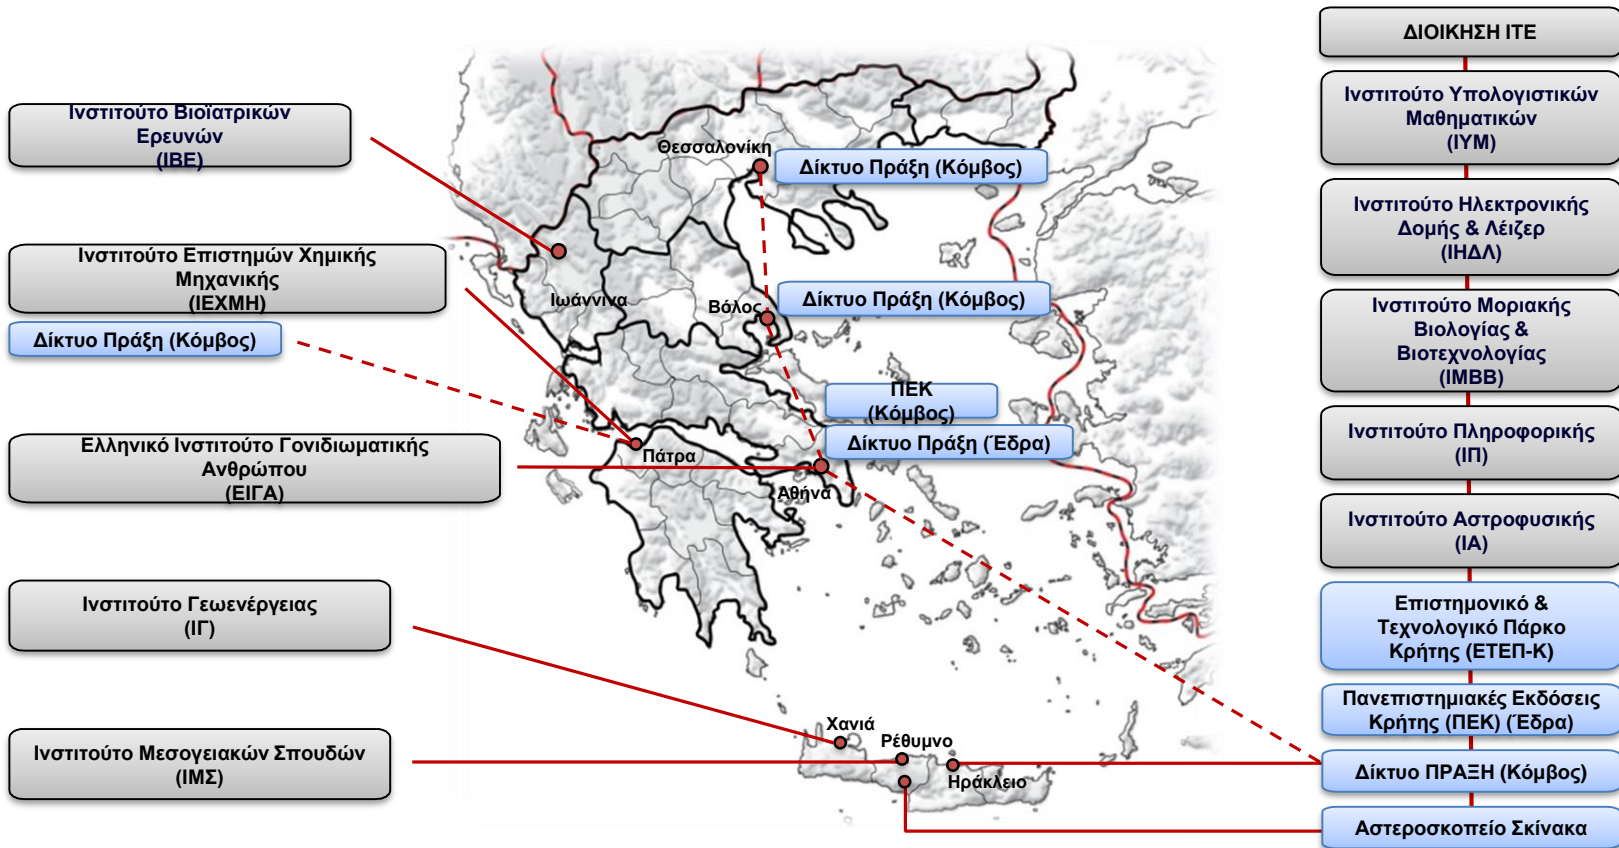 Ινστιτούτο Βιοϊατρικών
Ερευνών
(ΙΒΕ)
Ινστιτούτο Επιστημών Χημικής
Μηχανικής
(ΙΕΧΜΗ)
Δίκτυο Πράξη (Κόμβος)
Ελληνικό Ινστιτούτο Γονιδιωματικής
Ανθρώπου
(ΕΙΓΑ)
Ινστιτούτο Γεωενέργειας
(ΙΓ)
Ινστιτούτο Μεσογειακών Σπουδών
(ΙΜΣ)
Θεσσαλονίκη
Δίκτυο Πράξη (Κόμβος)
Ιωάννινα
Βόλος
Δίκτυο Πράξη (Κόμβος)
ΠΕΚ
(Κόμβος)
Δίκτυο Πράξη (Έδρα)
Πάτρα
Αθήνα
Χανιά
Ρέθυμνο
Ηράκλειο
ΔΙΟΙΚΗΣΗ ΙΤΕ
Ινστιτούτο Υπολογιστικών
Μαθηματικών
(ΙΥΜ)
Ινστιτούτο Ηλεκτρονικής
Δομής & Λέιζερ
(ΙΗΔΛ)
Ινστιτούτο Μοριακής
Βιολογίας &
Βιοτεχνολογίας
(ΙΜΒΒ)
Ινστιτούτο Πληροφορικής
(ΙΠ)
Ινστιτούτο Αστροφυσικής
(ΙΑ)
Επιστημονικό &
Τεχνολογικό Πάρκο
Κρήτης (ΕΤΕΠ-Κ)
Πανεπιστημιακές Εκδόσεις
Κρήτης (ΠΕΚ) (Έδρα)
Δίκτυο ΠΡΑΞΗ (Κόμβος)
Αστεροσκοπείο Σκίνακα